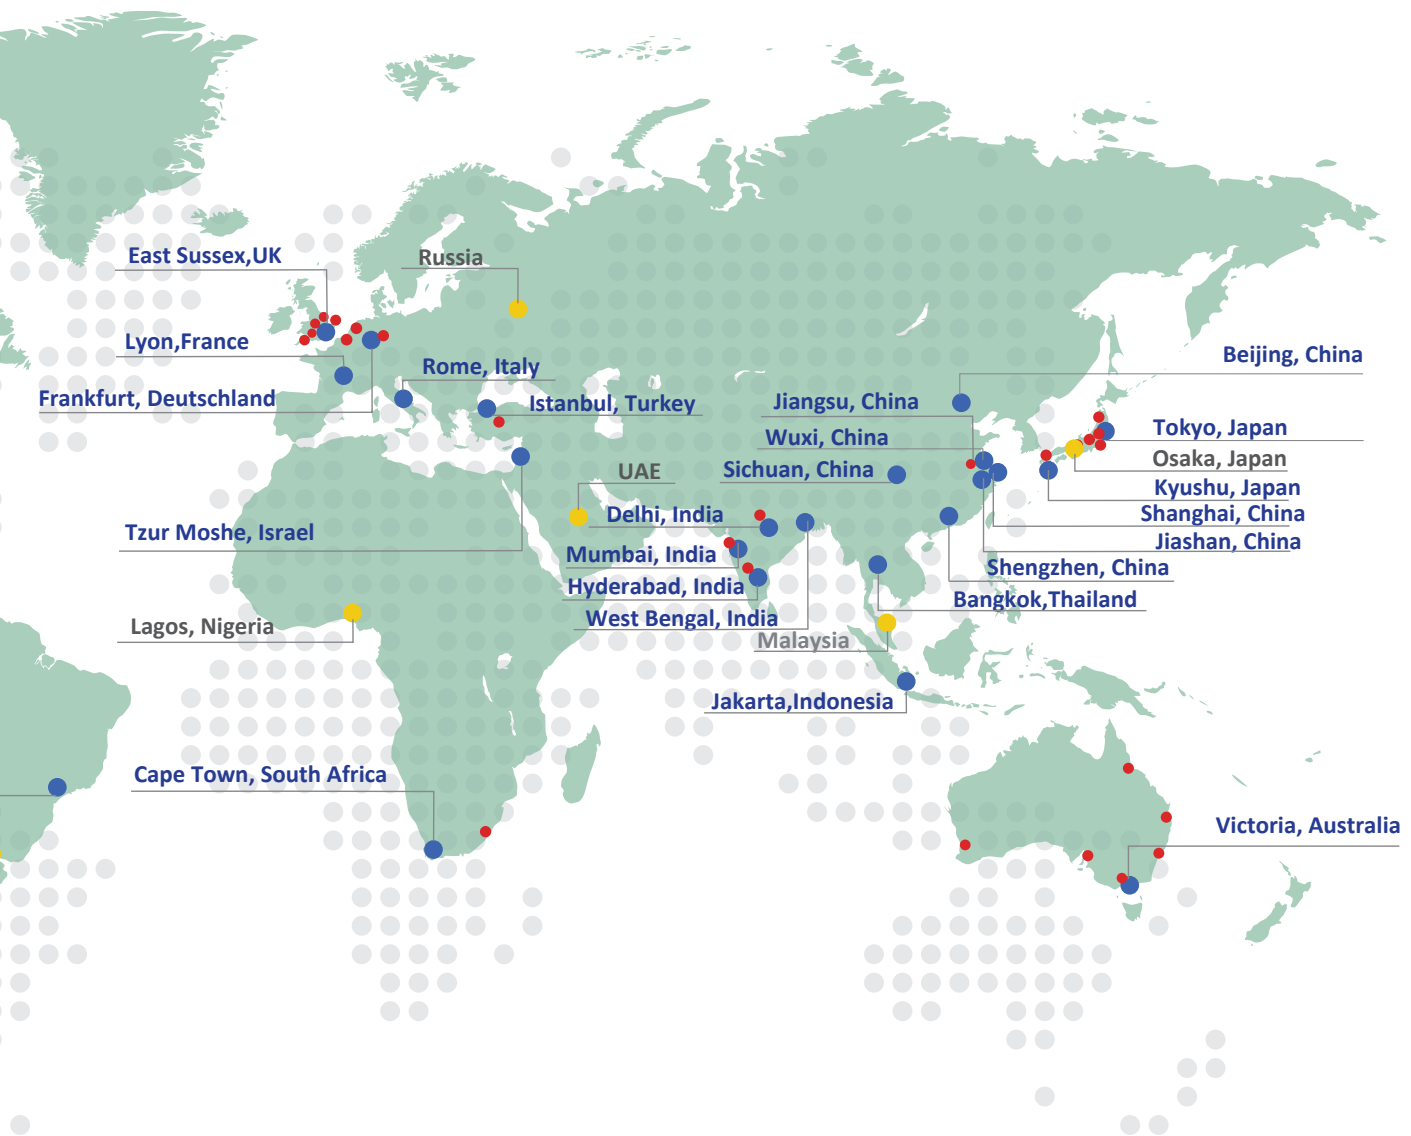 East Sussex,UK
Russia
Lyon,France
Beijing, China
Rome, Italy
Frankfurt, Deutschland
Istanbul, Turkey
Jiangsu, China
Tokyo, Japan
Wuxi, China
Osaka, Japan
UAE
Sichuan, China
Kyushu, Japan
Delhi, India
Shanghai, China
Tzur Moshe, Israel
Jiashan, China
Mumbai, India
Shengzhen, China
Hyderabad, India
Bangkok,Thailand
West Bengal, India
Lagos, Nigeria
Malaysia
Jakarta,Indonesia
Cape Town, South Africa
Victoria, Australia